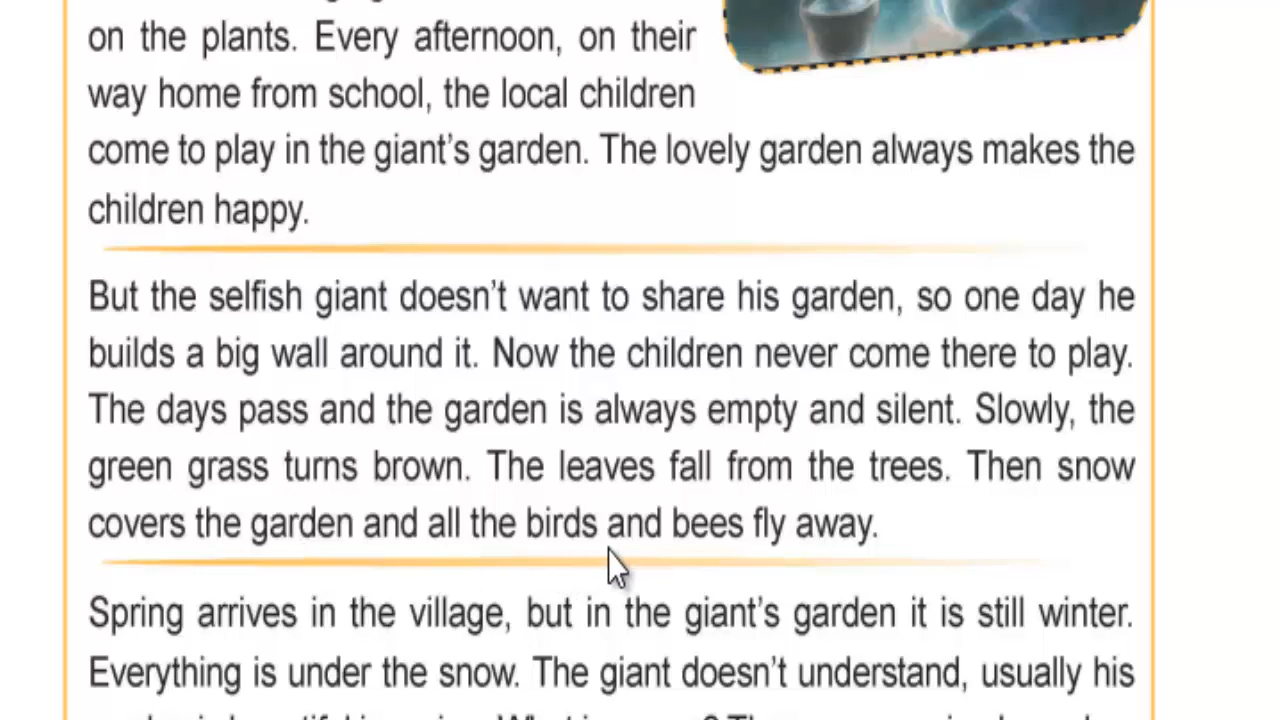 on the plants. Every afternoon, on their
way home from school, the local children
come to play in the giant's garden. The lovely garden always makes the
children happy.
But the selfish giant doesn't want to share his garden, so one day he
builds a big wall around it. Now the children never come there to play.
The days pass and the garden is always empty and silent. Slowly, the
green grass turns brown. The leaves fall from the trees. Then snow
covers the garden and all the birds and bees fly away.
Spring arrives in the village, but in the giant's garden it is still winter.
Everything is under the snow. The giant doesn't understand, usually his